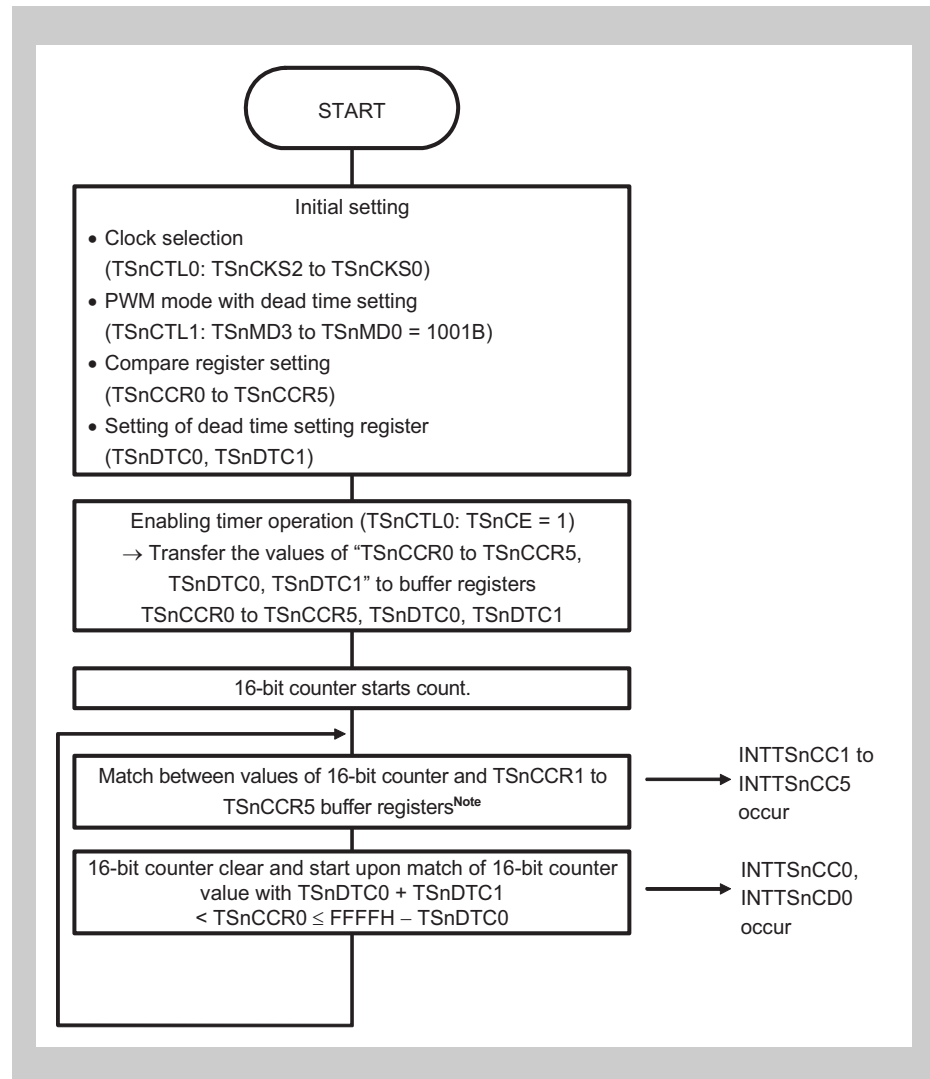 START
Initial setting
• Clock selection
(TSnCTL0: TSnCKS2 to TSnCKS0)
• PWM mode with dead time setting
(TSnCTL1: TSnMD3 to TSnMD0 = 1001B)
• Compare register setting
(TSnCCR0 to TSnCCR5)
• Setting of dead time setting register
(TSnDTC0, TSnDTC1)
Enabling timer operation (TSnCTL0: TSnCE = 1)
→ Transfer the values of “TSnCCR0 to TSnCCR5,
TSnDTC0, TSnDTC1” to buffer registers
TSnCCR0 to TSnCCR5, TSnDTC0, TSnDTC1
16-bit counter starts count.
Match between values of 16-bit counter and TSnCCR1 to
TSnCCR5 buffer registersNote
INTTSnCC1 to
INTTSnCC5
occur
16-bit counter clear and start upon match of 16-bit counter
value with TSnDTC0 + TSnDTC1
< TSnCCR0 ≤ FFFFH – TSnDTC0
INTTSnCC0,
INTTSnCD0
occur